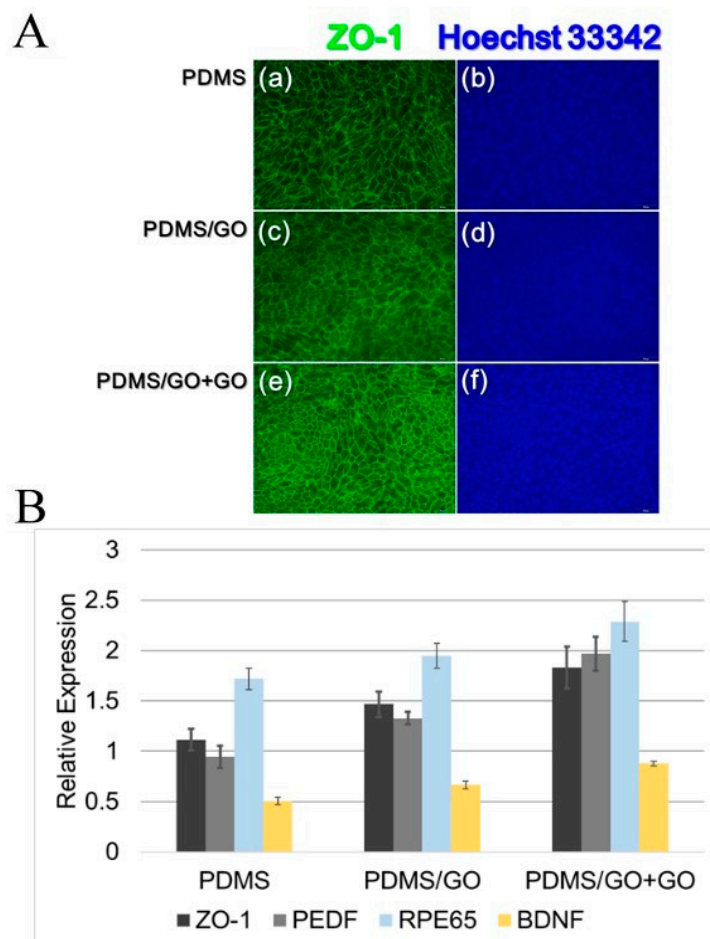 A
ZO-1 Hoechst 33342
PDMS (a) (b)
PDMS/GO (c) (d)
PDMS/GO+GO (e) (f)
B
3
2.5
2
1.5
1
0.5
0
Relative Expression
PDMS PDMS/GO PDMS/GO+GO
ZO-1 PEDF RPE65 BDNF